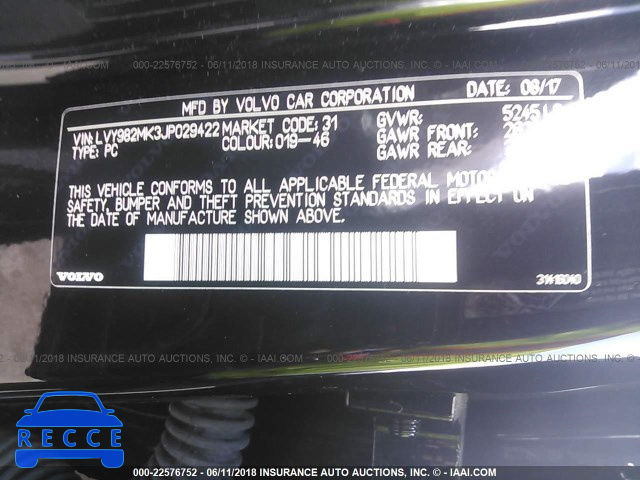 000-22576752 - 06/11/2018 INSURANCE AUTO AUCTIONS, INC. - © IAAI.COM
MFD BY VOLVO CAR CORPORATION DATE: 08/17
VIN: LVY982MK3JP029422 MARKET CODE: 31 GVWR: 5245
TYPE: PC COLOUR: 019-46 GAWR FRONT:
GAWR REAR:
THIS VEHICLE CONFORMS TO ALL APPLICABLE FEDERAL MOTOR
SAFETY, BUMPER AND THEFT PREVENTION STANDARDS IN EFFECT ON
THE DATE OF MANUFACTURE SHOWN ABOVE.
VOLVO 31416040
06/11/2018 INSURANCE AUTO AUCTIONS, INC. - © IAAI.COM
RECCE
000-22576752 - 06/11/2018 INSURANCE AUTO AUCTIONS, INC. - © IAAI.COM